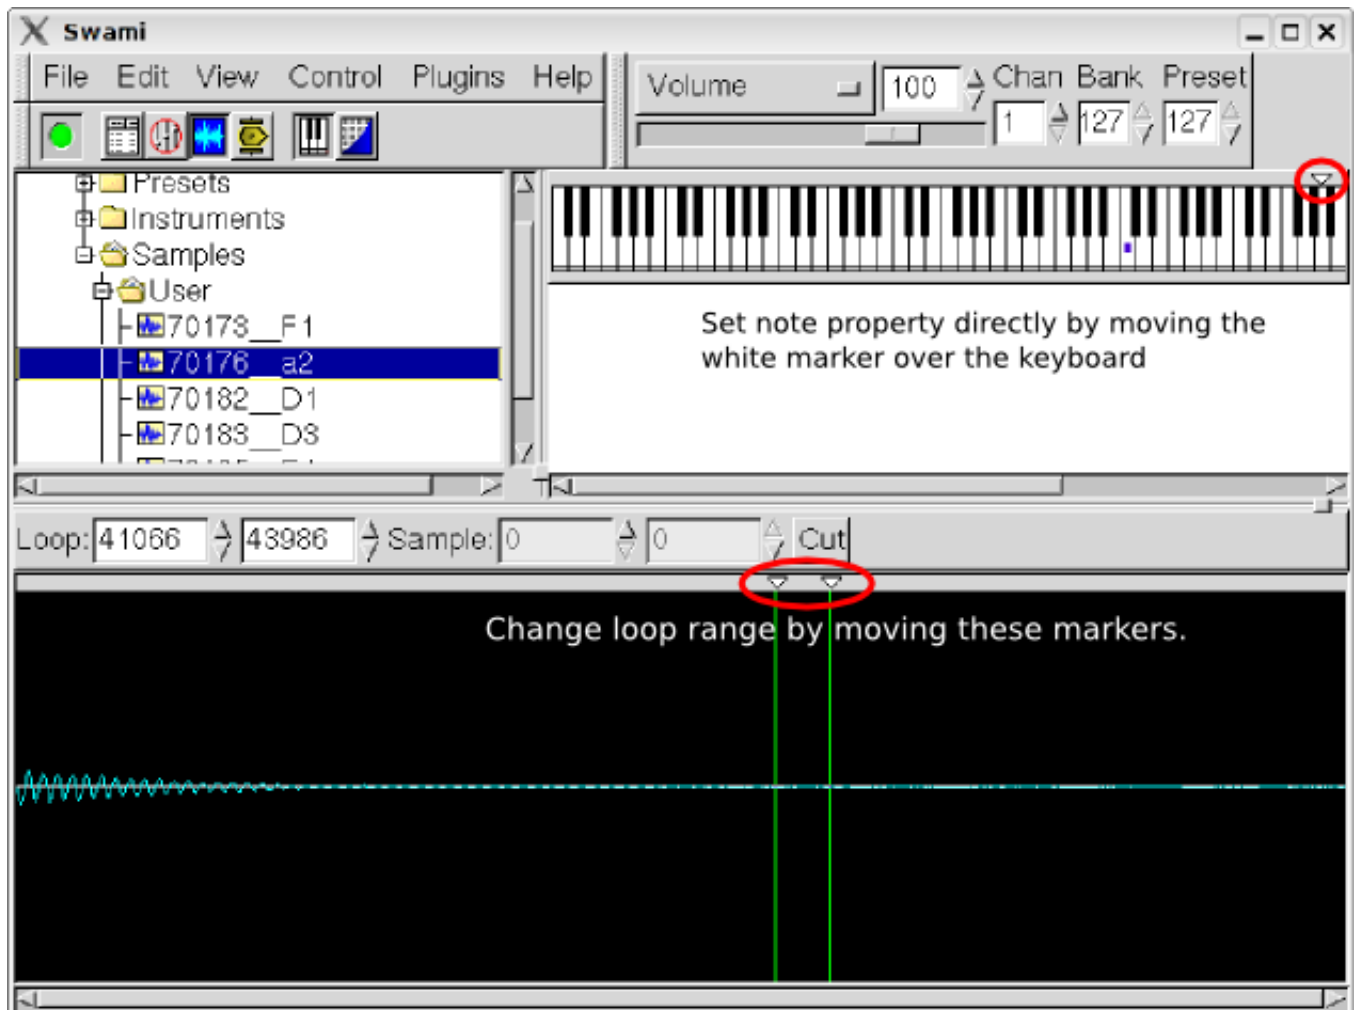 Swami
File Edit View Control Plugins Help
Volume 100 Chan Bank Preset
1 127 127
Presets
Instruments
Samples
User
70173__F1
70176__a2
70182__D1
70183__D3
Set note property directly by moving the
white marker over the keyboard
Loop: 41066 43986 Sample: 0 0 Cut
Change loop range by moving these markers.